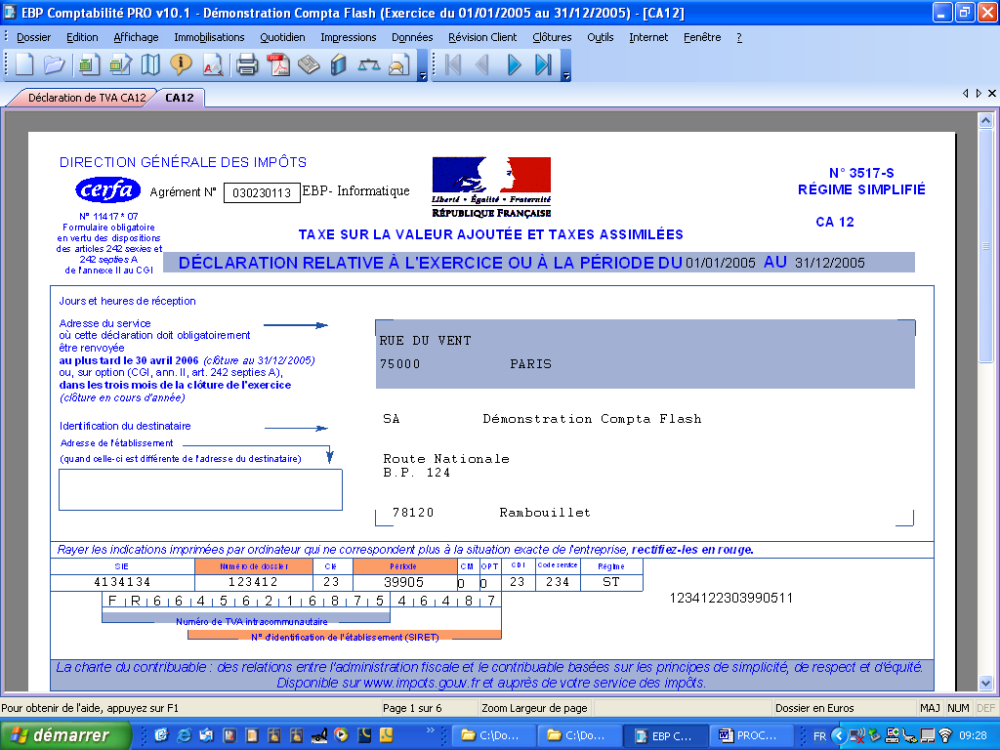 EBP Comptabilité PRO v10.1 - Démonstration Compta Flash (Exercice du 01/01/2005 au 31/12/2005) - [CA12]
Dossier Edition Affichage Immobilisations Quotidien Impressions Données Révision Client Clôtures Outils Internet Fenêtre ?
Déclaration de TVA CA12 CA12
DIRECTION GÉNÉRALE DES IMPÔTS
cerfa Agrément N° 030230113 EBP- Informatique
N° 11417 * 07
Formulaire obligatoire
en vertu des dispositions
des articles 242 sexies et
242 septies A
de l'annexe II au CGI
Liberté • Égalité • Fraternité
RÉPUBLIQUE FRANÇAISE
N° 3517-S
RÉGIME SIMPLIFIÉ
CA 12
TAXE SUR LA VALEUR AJOUTÉE ET TAXES ASSIMILÉES
DÉCLARATION RELATIVE À L'EXERCICE OU À LA PÉRIODE DU 01/01/2005 AU 31/12/2005
Jours et heures de réception
Adresse du service
où cette déclaration doit obligatoirement
être renvoyée
au plus tard le 30 avril 2006 (clôture au 31/12/2005)
ou, sur option (CGI, ann. II, art. 242 septies A),
dans les trois mois de la clôture de l'exercice
(clôture en cours d'année)
RUE DU VENT
75000 PARIS
Identification du destinataire
Adresse de l'établissement
(quand celle-ci est différente de l'adresse du destinataire)
SA Démonstration Compta Flash
Route Nationale
B.P. 124
78120 Rambouillet
Rayer les indications imprimées par ordinateur qui ne correspondent plus à la situation exacte de l'entreprise, rectifiez-les en rouge.
SIE Numéro de dossier Clé Période CM OPT CDI Code service Régime
4134134 123412 23 39905 0 0 23 234 ST
F R 6 6 4 5 6 2 1 6 8 7 5 4 6 4 8 7
1234122303990511
Numéro de TVA intracommunautaire
N° d'identification de l'établissement (SIRET)
La charte du contribuable : des relations entre l'administration fiscale et le contribuable basées sur les principes de simplicité, de respect et d'équité.
Disponible sur www.impots.gouv.fr et auprès de votre service des impôts.
Pour obtenir de l'aide, appuyez sur F1 Page 1 sur 6 Zoom Largeur de page Dossier en Euros MAJ NUM DEF
démarrer C:\Do... C:\Do... EBP C... PROC... FR 09:28